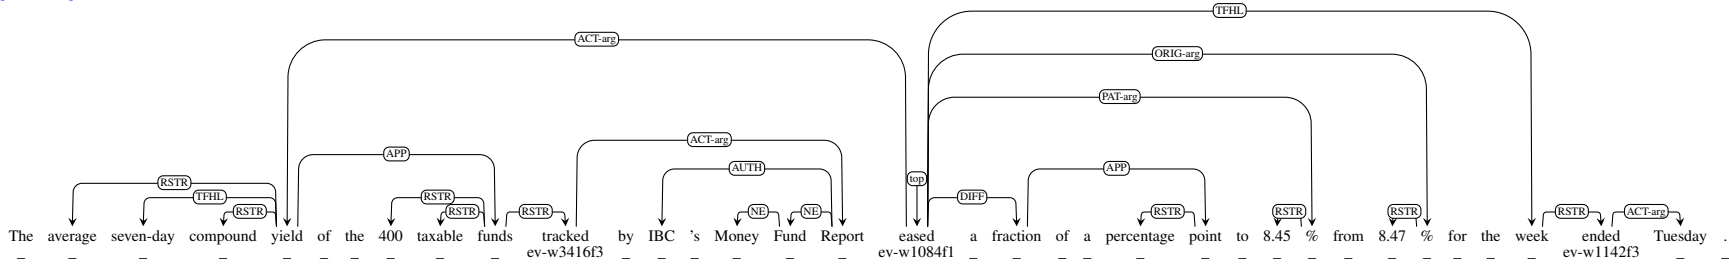 TFHL
ACT-arg
ORIG-arg
PAT-arg
ACT-arg
APP
AUTH
APP
RSTR
top
TFHL
RSTR
DIFF
RSTR
RSTR
RSTR
NE
NE
RSTR
RSTR
RSTR
RSTR
ACT-arg
The average seven-day compound yield of the 400 taxable funds tracked by IBC 's Money Fund Report eased a fraction of a percentage point to 8.45 % from 8.47 % for the week ended Tuesday .
ev-w3416f3 ev-w1084f1 ev-w1142f3